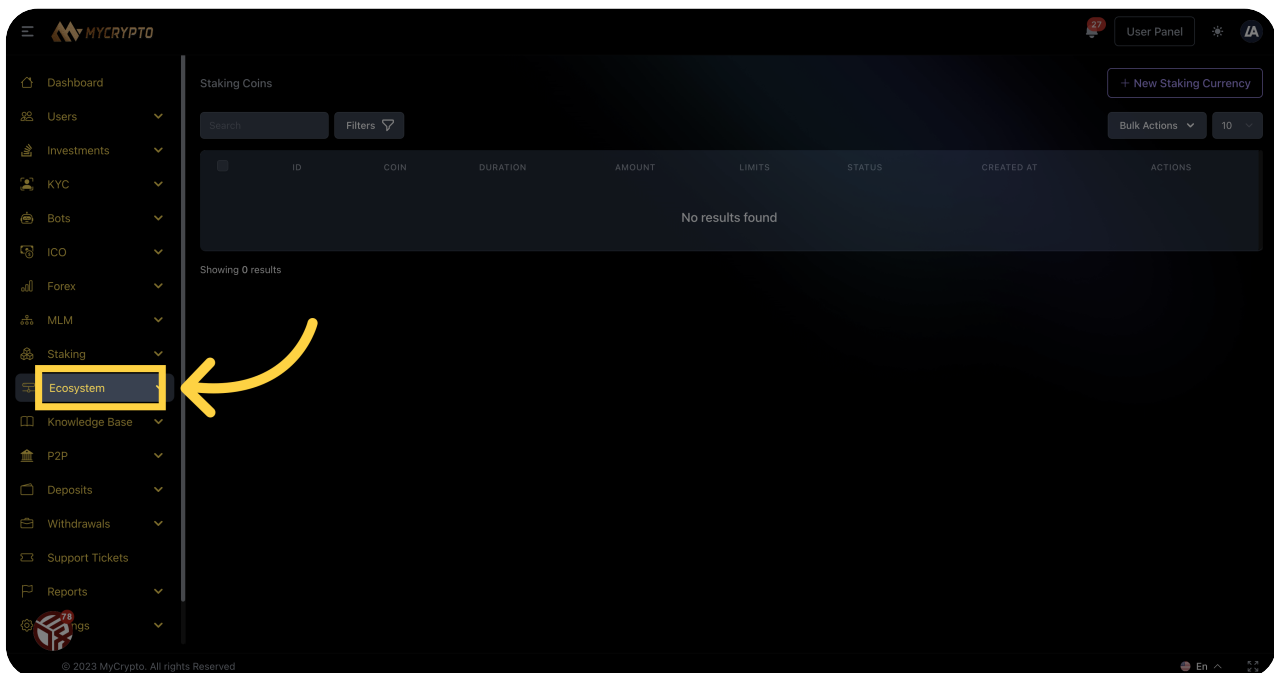 MYCRYPTO
27
User Panel
Dashboard
Users
Investments
KYC
Bots
ICO
Forex
MLM
Staking
Ecosystem
Knowledge Base
P2P
Deposits
Withdrawals
Support Tickets
Reports
ngs
78
Staking Coins
+ New Staking Currency
Search
Filters
Bulk Actions
10
ID COIN DURATION AMOUNT LIMITS STATUS CREATED AT ACTIONS
No results found
Showing 0 results
© 2023 MyCrypto. All rights Reserved
En